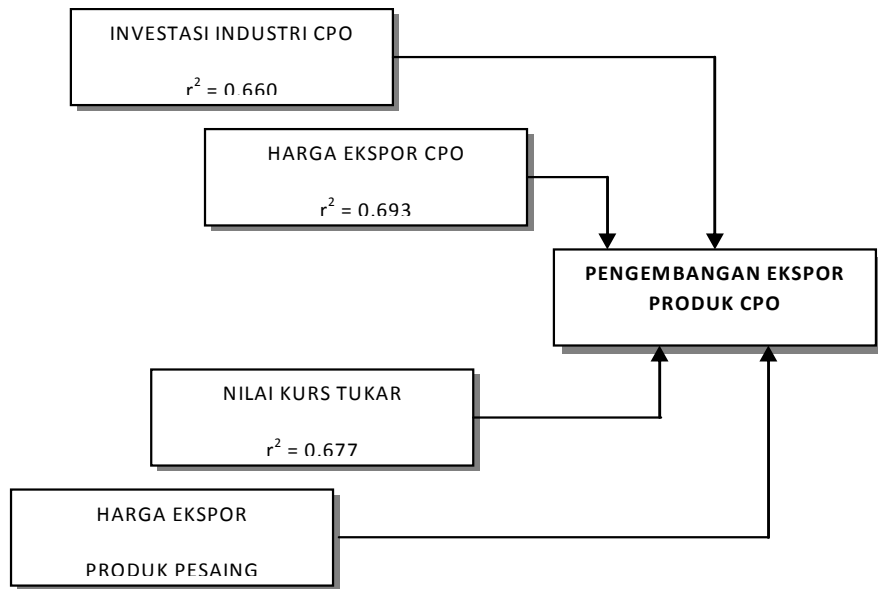 INVESTASI INDUSTRI CPO
r² = 0.660
HARGA EKSPOR CPO
r² = 0.693
PENGEMBANGAN EKSPOR
PRODUK CPO
NILAI KURS TUKAR
r² = 0.677
HARGA EKSPOR
PRODUK PESAING